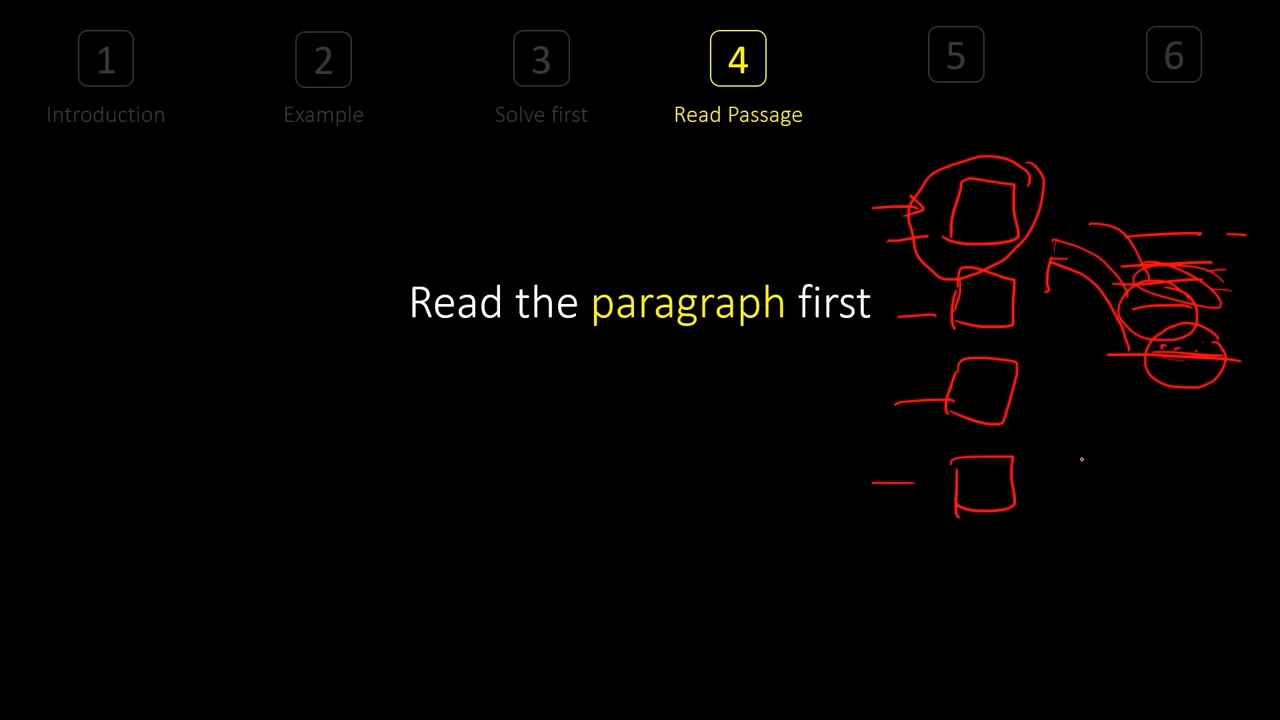 1 2 3 4 5 6
Introduction Example Solve first Read Passage
Read the paragraph first